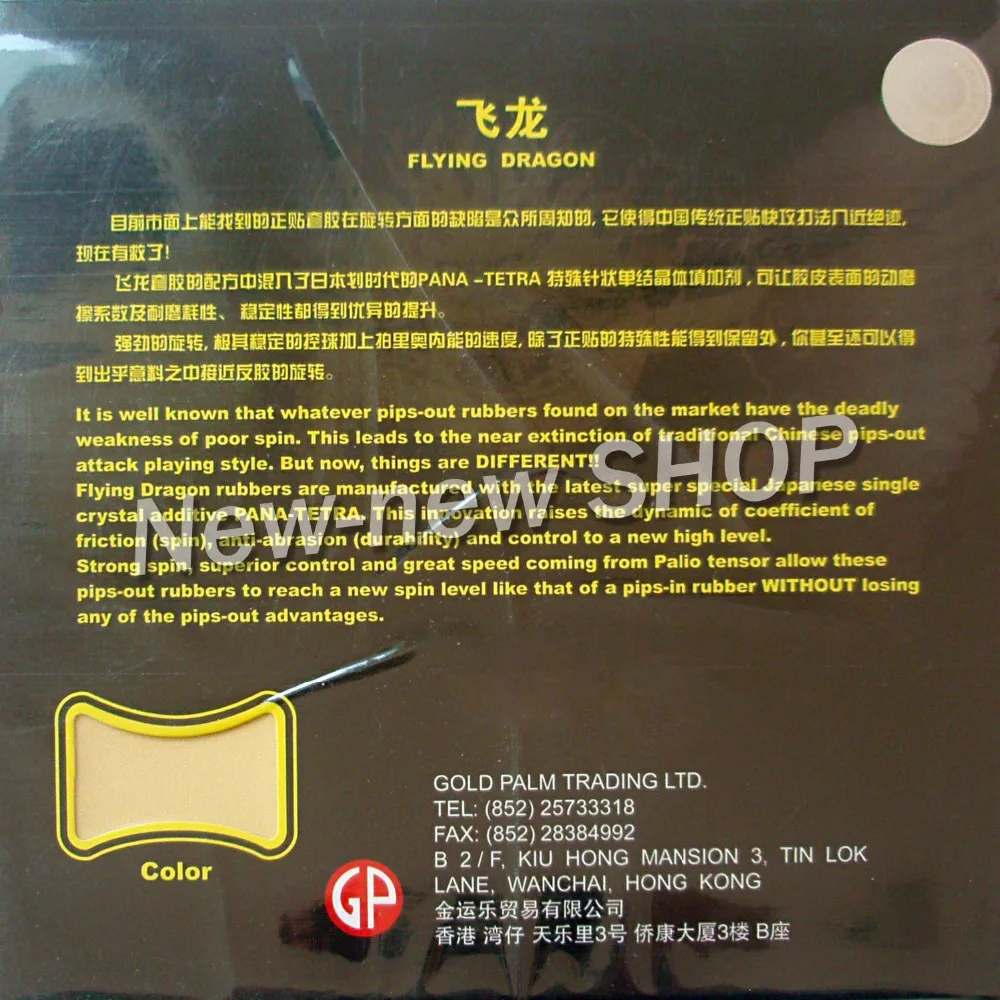 飞龙
FLYING DRAGON
目前市面上能找到的正贴套胶在旋转方面的缺陷是众所周知的, 它使得中国传统正贴快攻打法几近绝迹,
现在有救了!
飞龙套胶的配方中混入了日本划时代的PANA -TETRA 特殊针状单结晶体填加剂, 可让胶皮表面的动磨
擦系数及耐磨耗性、稳定性都得到优异的提升。
强劲的旋转, 极其稳定的控球加上拍里奥内能的速度, 除了正贴的特殊性能得到保留外, 你甚至还可以得
到出乎意料之中接近反胶的旋转。
It is well known that whatever pips-out rubbers found on the market have the deadly
weakness of poor spin. This leads to the near extinction of traditional Chinese pips-out
attack playing style. But now, things are DIFFERENT!!
Flying Dragon rubbers are manufactured with the latest super special Japanese single
crystal additive PANA-TETRA. This innovation raises the dynamic of coefficient of
friction (spin), anti-abrasion (durability) and control to a new high level.
Strong spin, superior control and great speed coming from Palio tensor allow these
pips-out rubbers to reach a new spin level like that of a pips-in rubber WITHOUT losing
any of the pips-out advantages.
New-new SHOP
Color
GP
GOLD PALM TRADING LTD.
TEL: (852) 25733318
FAX: (852) 28384992
B 2/F, KIU HONG MANSION 3, TIN LOK
LANE, WANCHAI, HONG KONG
金运乐贸易有限公司
香港 湾仔 天乐里3号 侨康大厦3楼 B座